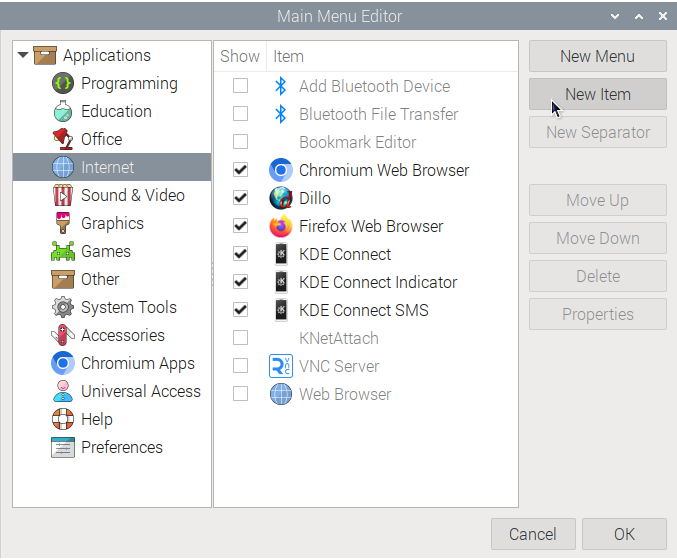 Main Menu Editor
Applications
Programming
Education
Office
Internet
Sound & Video
Graphics
Games
Other
System Tools
Accessories
Chromium Apps
Universal Access
Help
Preferences
Show Item
Add Bluetooth Device
Bluetooth File Transfer
Bookmark Editor
Chromium Web Browser
Dillo
Firefox Web Browser
KDE Connect
KDE Connect Indicator
KDE Connect SMS
KNetAttach
VNC Server
Web Browser
New Menu
New Item
New Separator
Move Up
Move Down
Delete
Properties
Cancel OK